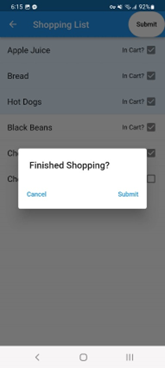 6:15 92%
Shopping List Submit
Apple Juice In Cart?
Bread In Cart?
Hot Dogs In Cart?
Black Beans In Cart?
Finished Shopping?
Cancel Submit